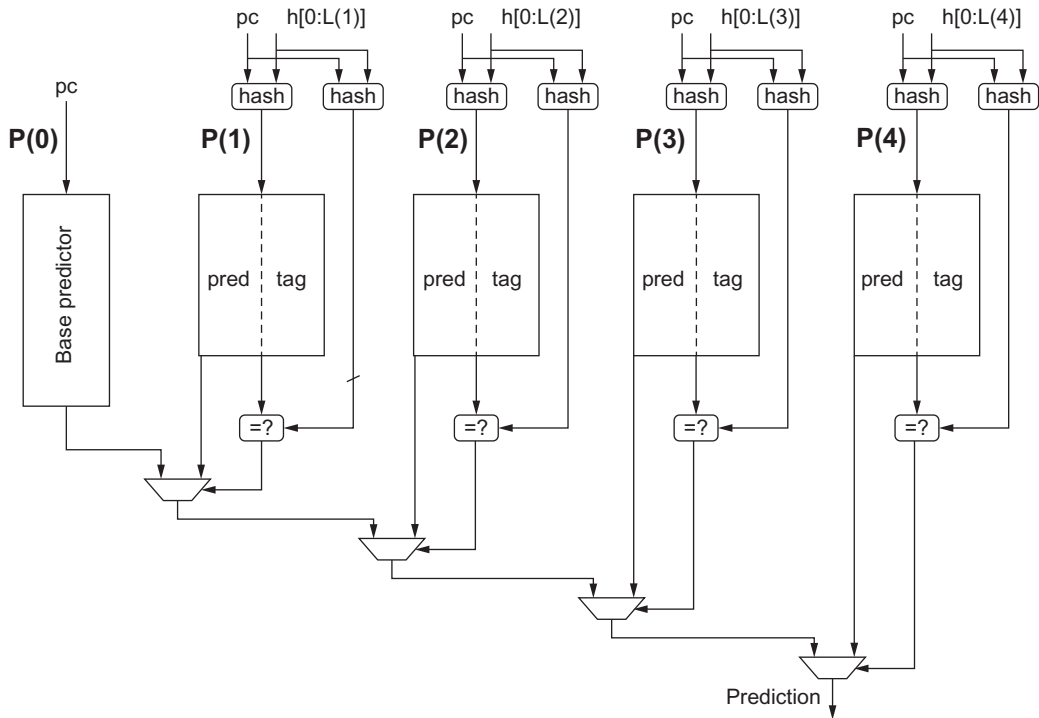 pc h[0:L(1)] pc h[0:L(2)] pc h[0:L(3)] pc h[0:L(4)]
hash hash hash hash hash hash hash hash
pc
P(0) P(1) P(2) P(3) P(4)
Base predictor
pred tag pred tag pred tag pred tag
=? =? =? =?
Prediction